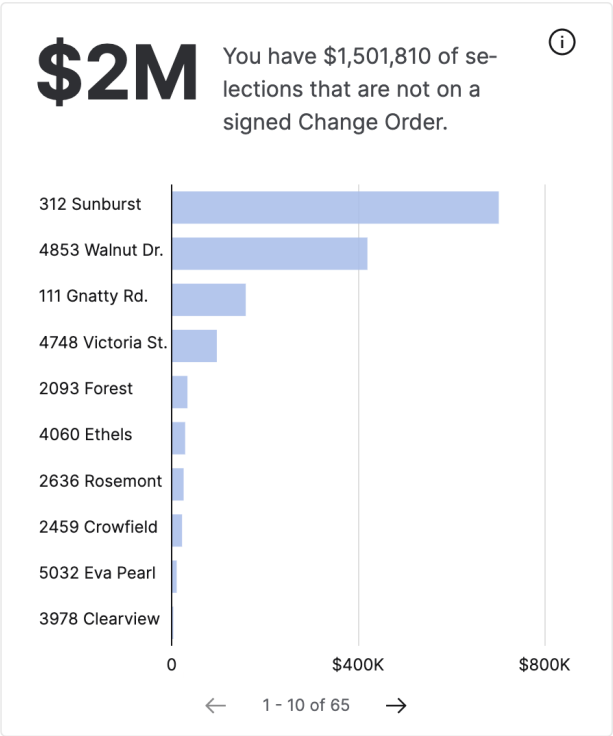 $2M
You have $1,501,810 of se-
lections that are not on a
signed Change Order.
312 Sunburst
4853 Walnut Dr.
111 Gnatty Rd.
4748 Victoria St.
2093 Forest
4060 Ethels
2636 Rosemont
2459 Crowfield
5032 Eva Pearl
3978 Clearview
0 $400K $800K
1 - 10 of 65